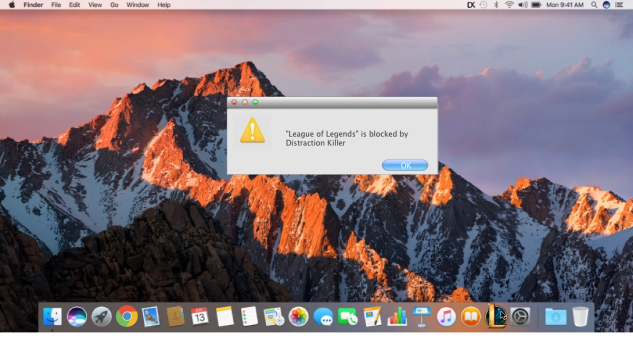 Finder File Edit View Go Window Help
DK Mon 9:41 AM
"League of Legends" is blocked by
Distraction Killer
OK
13